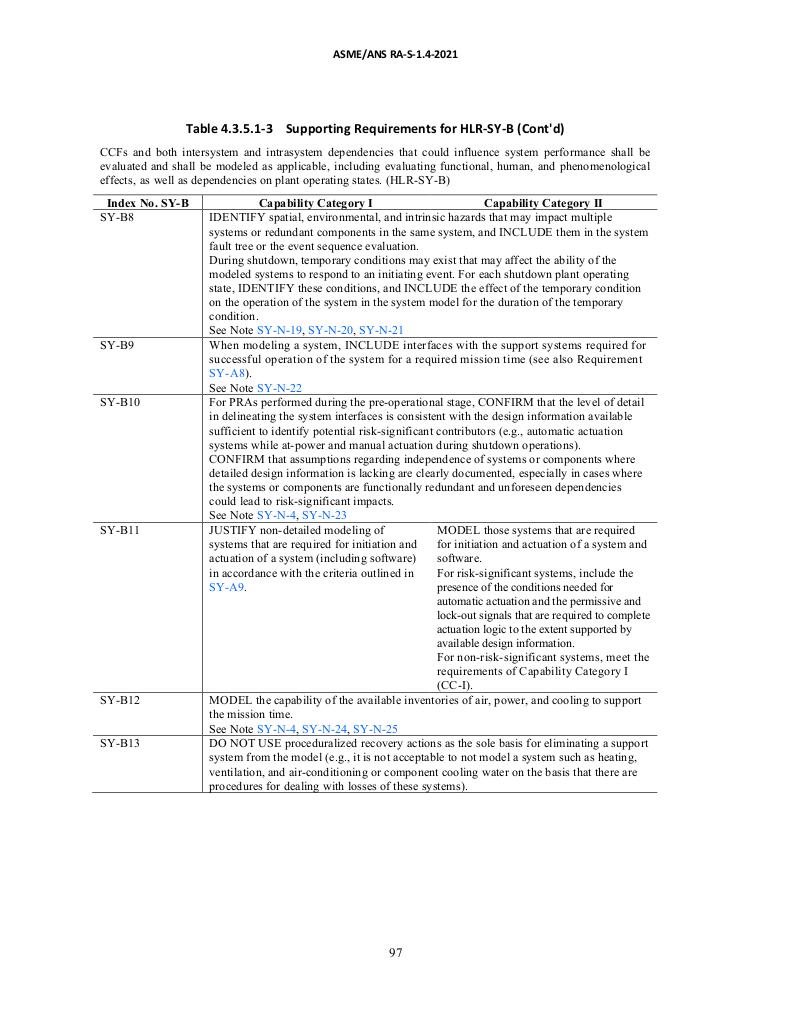 ASME/ANS RA-S-1.4-2021
Table 4.3.5.1-3 Supporting Requirements for HLR-SY-B (Cont'd)
CCFs and both intersystem and intrasystem dependencies that could influence system performance shall be
evaluated and shall be modeled as applicable, including evaluating functional, human, and phenomenological
effects, as well as dependencies on plant operating states. (HLR-SY-B)
Index No. SY-B Capability Category I Capability Category II
SY-B8 IDENTIFY spatial, environmental, and intrinsic hazards that may impact multiple
systems or redundant components in the same system, and INCLUDE them in the system
fault tree or the event sequence evaluation.
During shutdown, temporary conditions may exist that may affect the ability of the
modeled systems to respond to an initiating event. For each shutdown plant operating
state, IDENTIFY these conditions, and INCLUDE the effect of the temporary condition
on the operation of the system in the system model for the duration of the temporary
condition.
See Note SY-N-19, SY-N-20, SY-N-21
SY-B9 When modeling a system, INCLUDE interfaces with the support systems required for
successful operation of the system for a required mission time (see also Requirement
SY-A8).
See Note SY-N-22
SY-B10 For PRAs performed during the pre-operational stage, CONFIRM that the level of detail
in delineating the system interfaces is consistent with the design information available
sufficient to identify potential risk-significant contributors (e.g., automatic actuation
systems while at-power and manual actuation during shutdown operations).
CONFIRM that assumptions regarding independence of systems or components where
detailed design information is lacking are clearly documented, especially in cases where
the systems or components are functionally redundant and unforeseen dependencies
could lead to risk-significant impacts.
See Note SY-N-4, SY-N-23
SY-B11 JUSTIFY non-detailed modeling of
systems that are required for initiation and
actuation of a system (including software)
in accordance with the criteria outlined in
SY-A9.
MODEL those systems that are required
for initiation and actuation of a system and
software.
For risk-significant systems, include the
presence of the conditions needed for
automatic actuation and the permissive and
lock-out signals that are required to complete
actuation logic to the extent supported by
available design information.
For non-risk-significant systems, meet the
requirements of Capability Category I
(CC-I).
SY-B12 MODEL the capability of the available inventories of air, power, and cooling to support
the mission time.
See Note SY-N-4, SY-N-24, SY-N-25
SY-B13 DO NOT USE proceduralized recovery actions as the sole basis for eliminating a support
system from the model (e.g., it is not acceptable to not model a system such as heating,
ventilation, and air-conditioning or component cooling water on the basis that there are
procedures for dealing with losses of these systems).
97